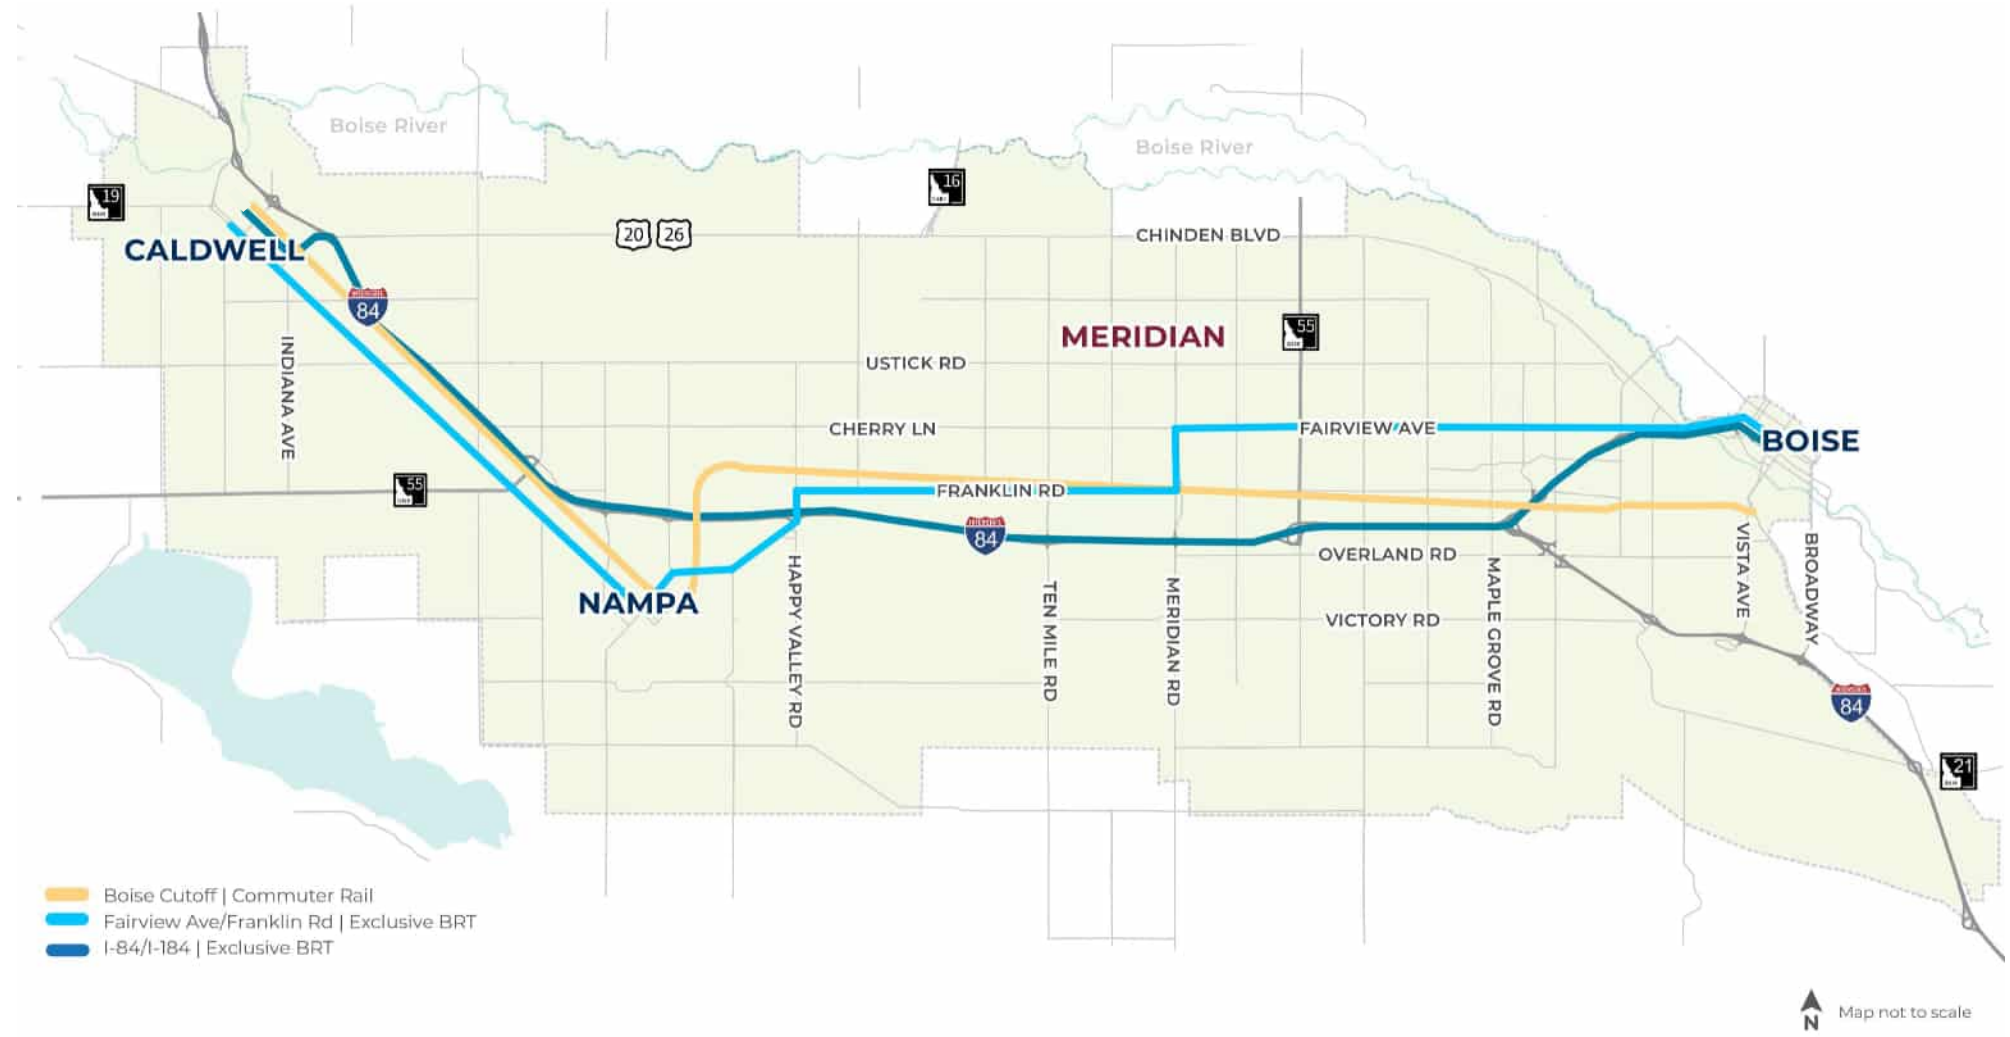 Boise River
Boise River
19
16
CALDWELL
20
26
CHINDEN BLVD
84
55
MERIDIAN
INDIANA AVE
USTICK RD
CHERRY LN
FAIRVIEW AVE
BOISE
55
FRANKLIN RD
84
NAMPA
HAPPY VALLEY RD
TEN MILE RD
MERIDIAN RD
OVERLAND RD
MAPLE GROVE RD
VICTORY RD
VISTA AVE
BROADWAY
84
21
Boise Cutoff | Commuter Rail
Fairview Ave/Franklin Rd | Exclusive BRT
I-84/I-184 | Exclusive BRT
N
Map not to scale